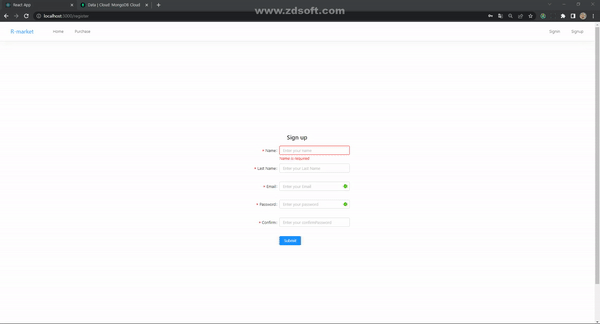 React App
Data | Cloud: MongoDB Cloud
www.zdsoft.com
localhost:3000/register
R-market
Home
Purchase
Signin
Signup
Sign up
* Name:
Enter your Name
Name is required
* Last Name:
Enter your Last Name
* Email:
Enter your Email
* Password:
Enter your password
* Confirm:
Enter your confirmPassword
Submit